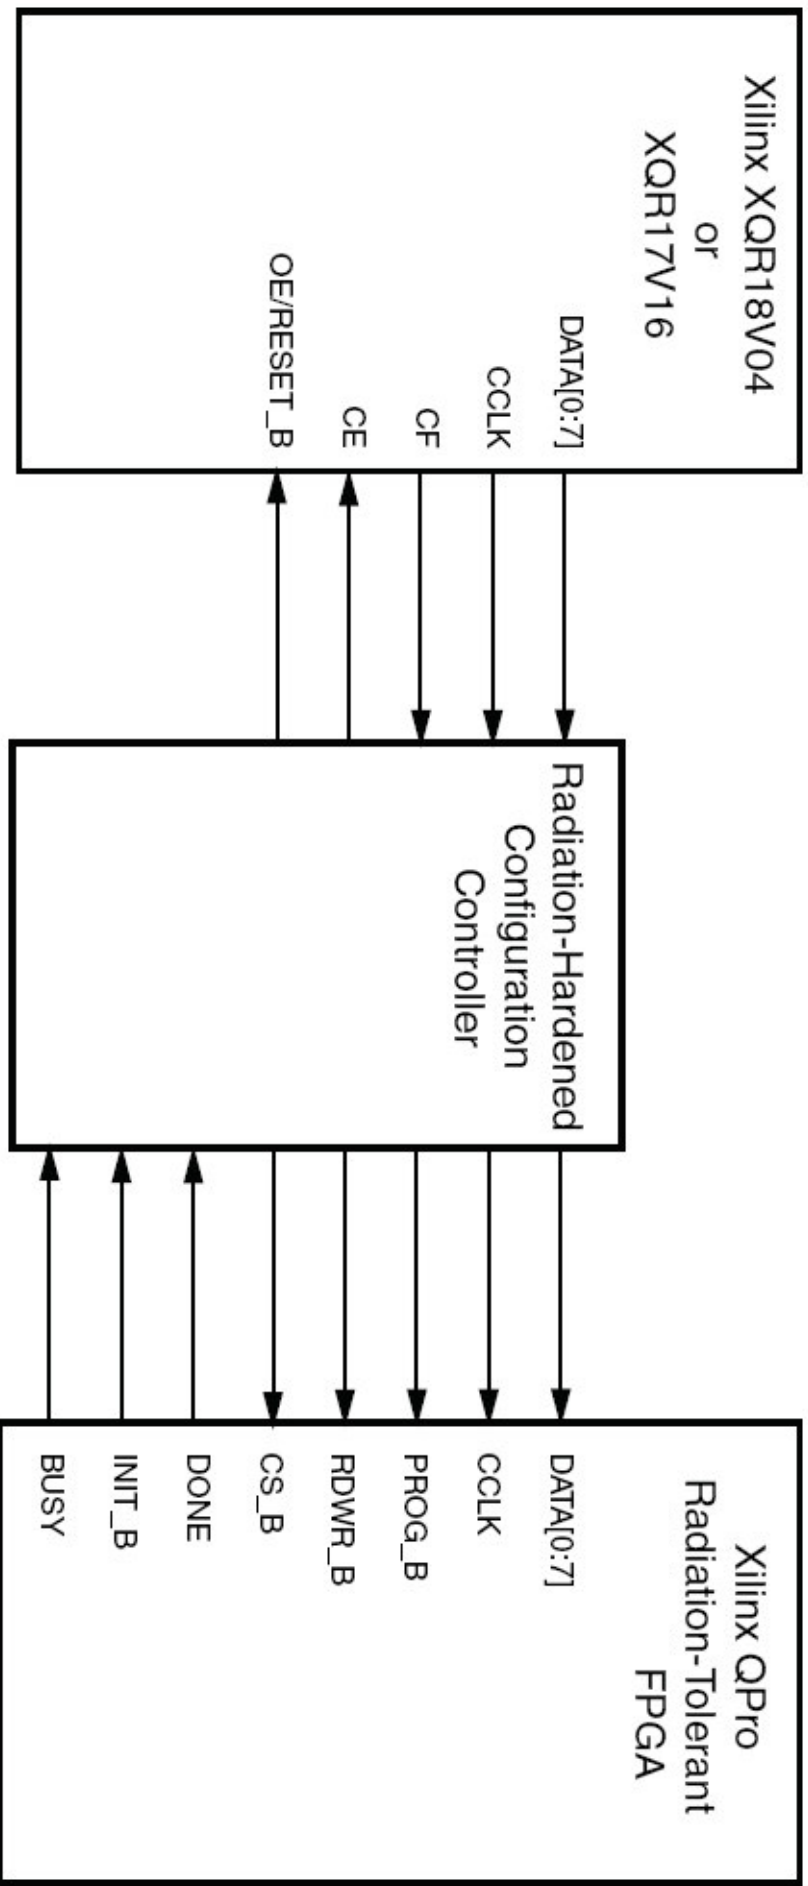 Xilinx XQR18V04
or
XQR17V16
DATA[0:7]
CCLK
CF
CE
OE/RESET_B
Radiation-Hardened
Configuration
Controller
Xilinx QPro
Radiation-Tolerant
FPGA
DATA[0:7]
CCLK
PROG_B
RDWR_B
CS_B
DONE
INIT_B
BUSY